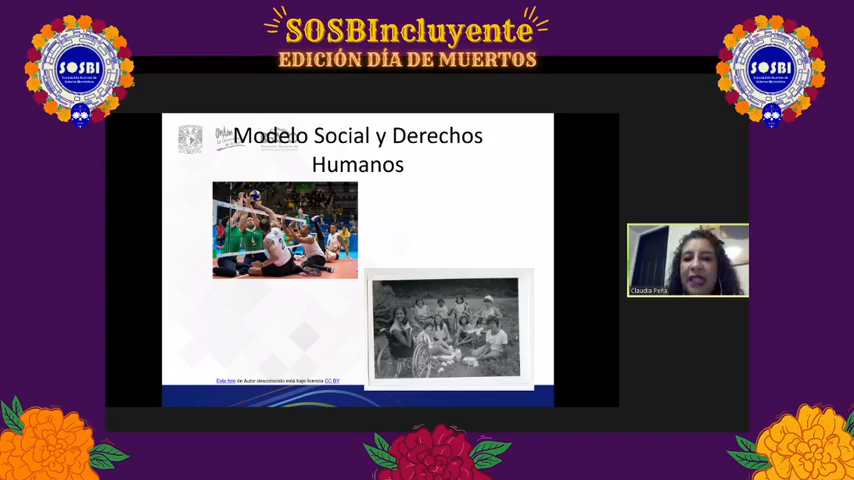 SOSBIncluyente
EDICIÓN DÍA DE MUERTOS
SOSBI
SOSBI
Modelo Social y Derechos
Humanos
Claudia Peña
Esta foto de Autor desconocido está bajo licencia CC BY